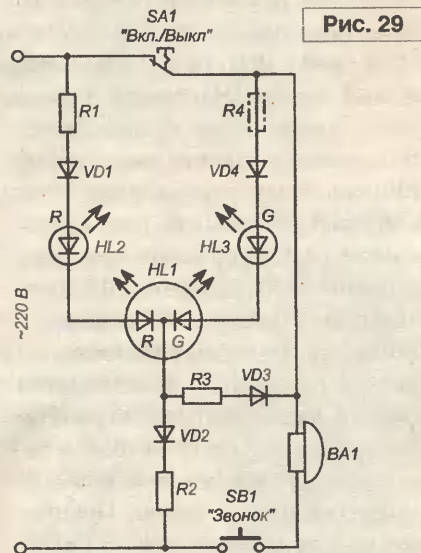 SA1
"Вкл./Выкл"
Рис. 29
R1
R4
VD1
VD4
R
HL2
G
HL3
HL1
R G
~220 В
R3
VD3
VD2
BA1
R2
SB1
"Звонок"